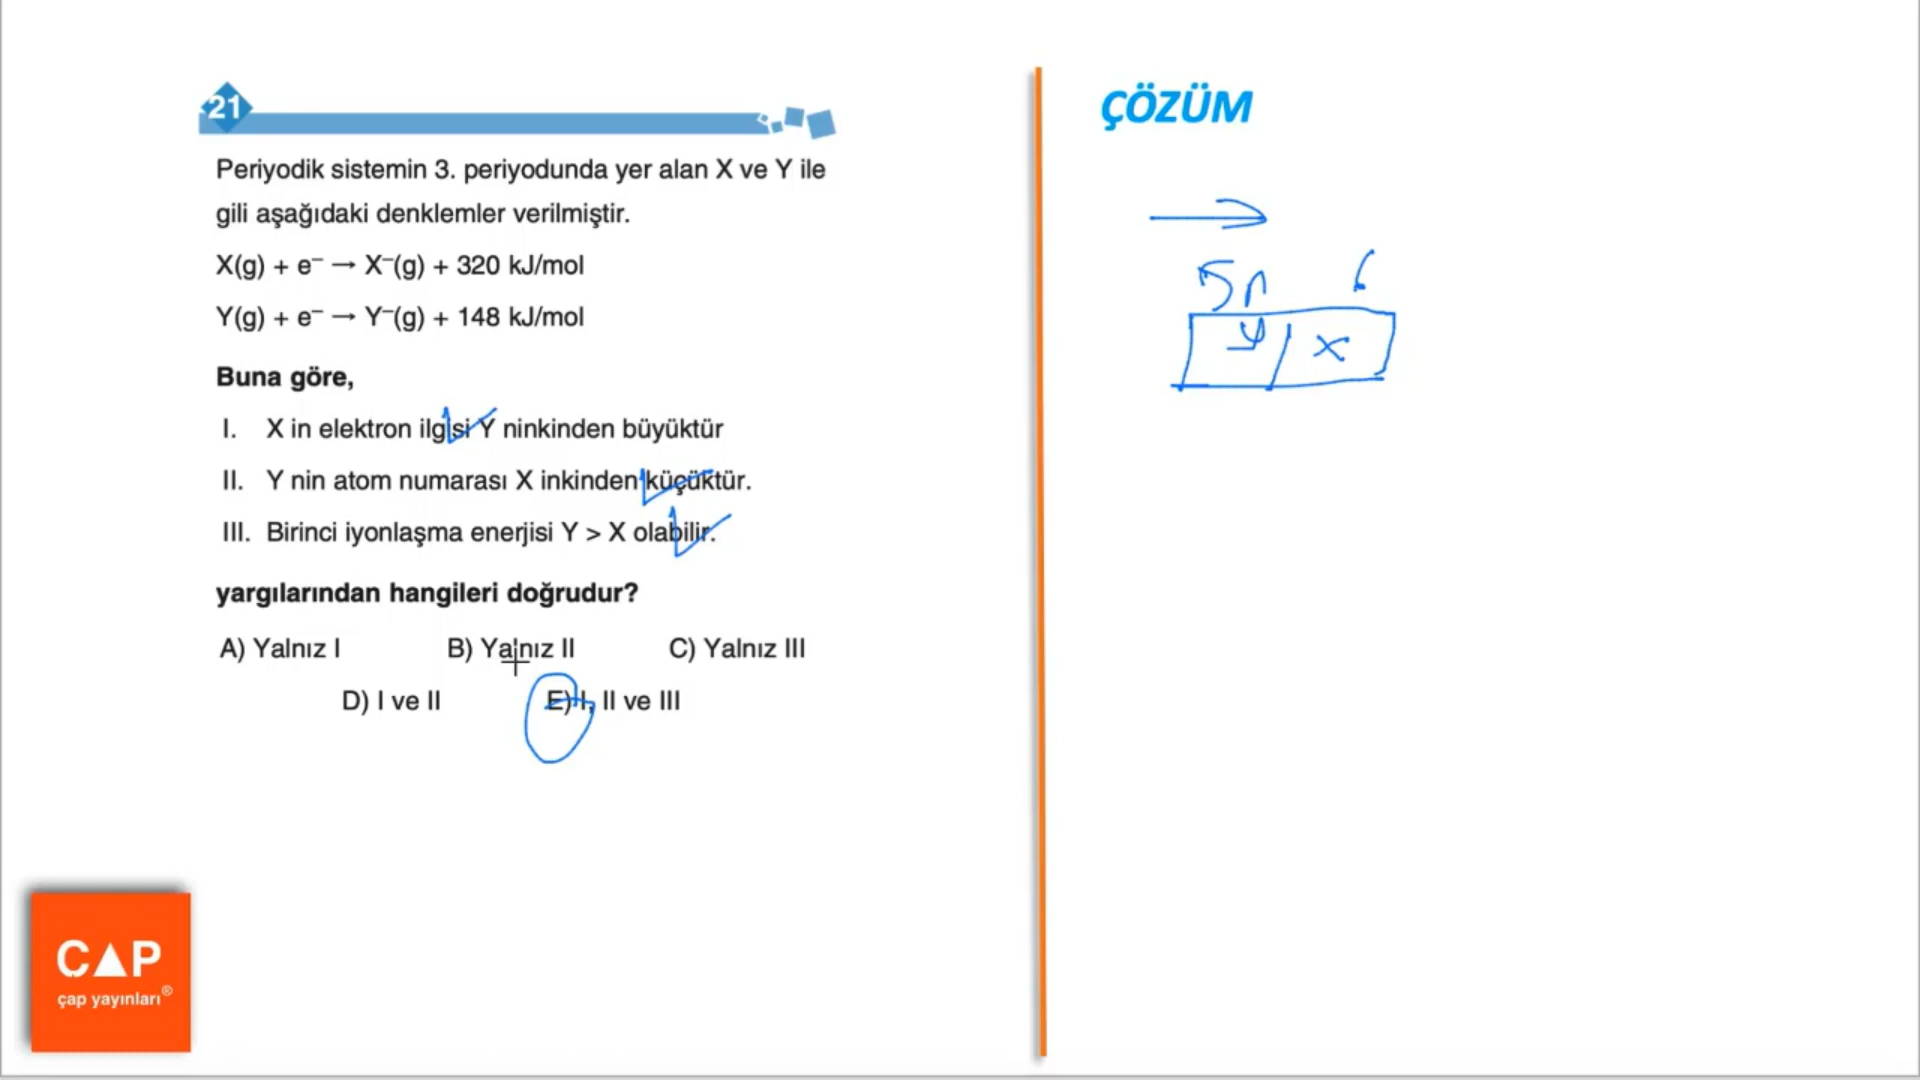 21
Periyodik sistemin 3. periyodunda yer alan X ve Y ile
gili aşağıdaki denklemler verilmiştir.
X(g) + e⁻ → X⁻(g) + 320 kJ/mol
Y(g) + e⁻ → Y⁻(g) + 148 kJ/mol
Buna göre,
I. X in elektron ilgisi Y ninkinden büyüktür
II. Y nin atom numarası X inkinden küçüktür.
III. Birinci iyonlaşma enerjisi Y > X olabilir.
yargılarından hangileri doğrudur?
A) Yalnız I B) Yalnız II C) Yalnız III
D) I ve II E) I, II ve III
ÇAP
çap yayınları®
ÇÖZÜM
5A 6
Y X